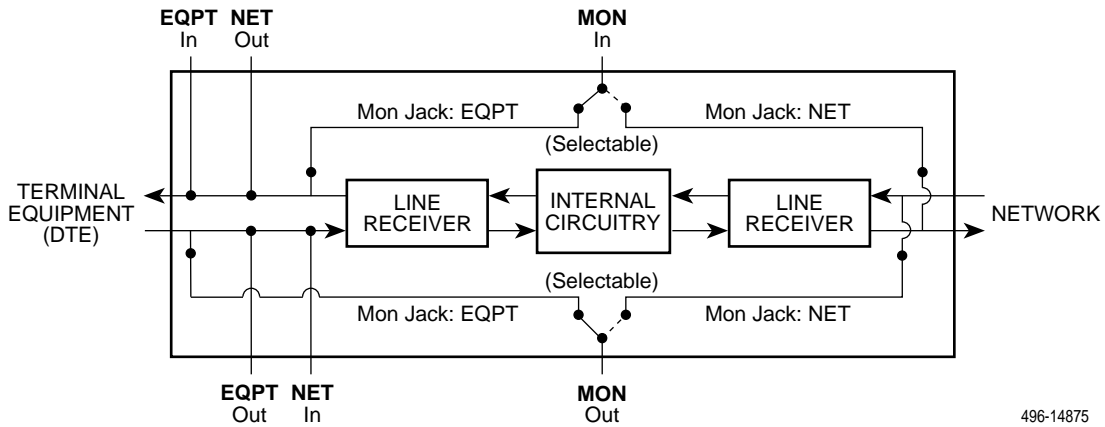 EQPT NET
In Out
MON
In
Mon Jack: EQPT
Mon Jack: NET
(Selectable)
TERMINAL
EQUIPMENT
(DTE)
LINE
RECEIVER
INTERNAL
CIRCUITRY
LINE
RECEIVER
NETWORK
(Selectable)
Mon Jack: EQPT
Mon Jack: NET
EQPT NET
Out In
MON
Out
496-14875